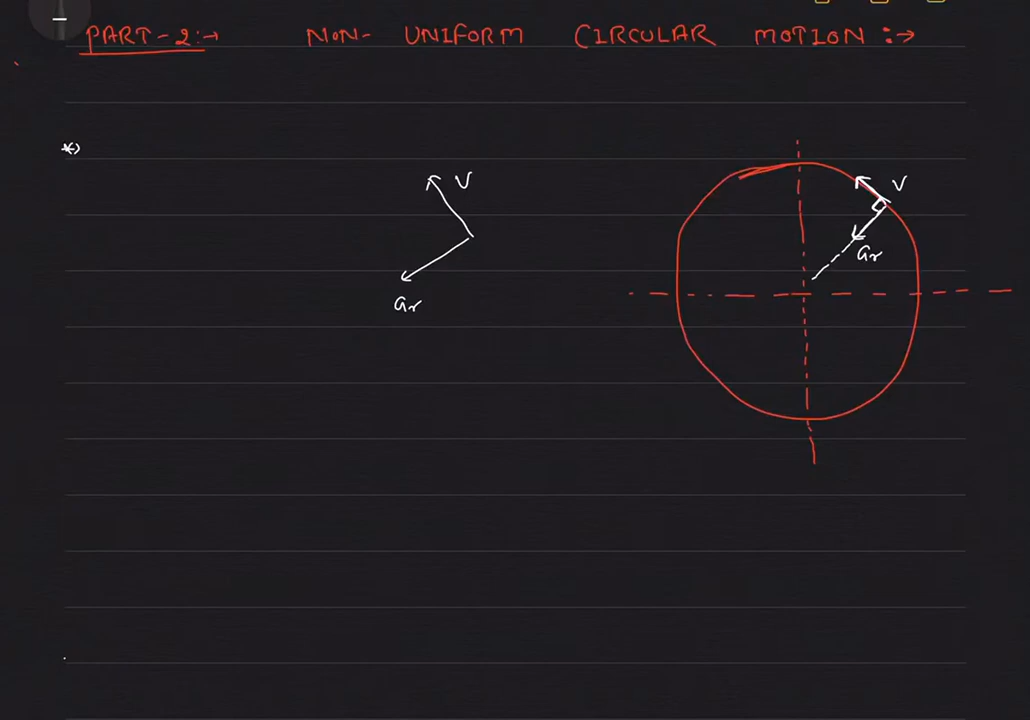 PART-2:→ NON- UNIFORM CIRCULAR MOTION :→
*)
V
ar
V
ar